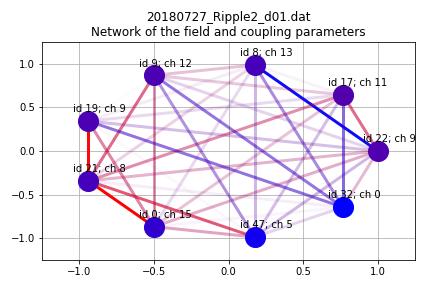 20180727_Ripple2_d01.dat
Network of the field and coupling parameters
1.0
0.5
0.0
−0.5
−1.0
id 8; ch 13
id 9; ch 12
id 17; ch 11
id 19; ch 9
id 22; ch 9
id 21; ch 8
id 32; ch 0
id 0; ch 15
id 47; ch 5
−1.0 −0.5 0.0 0.5 1.0